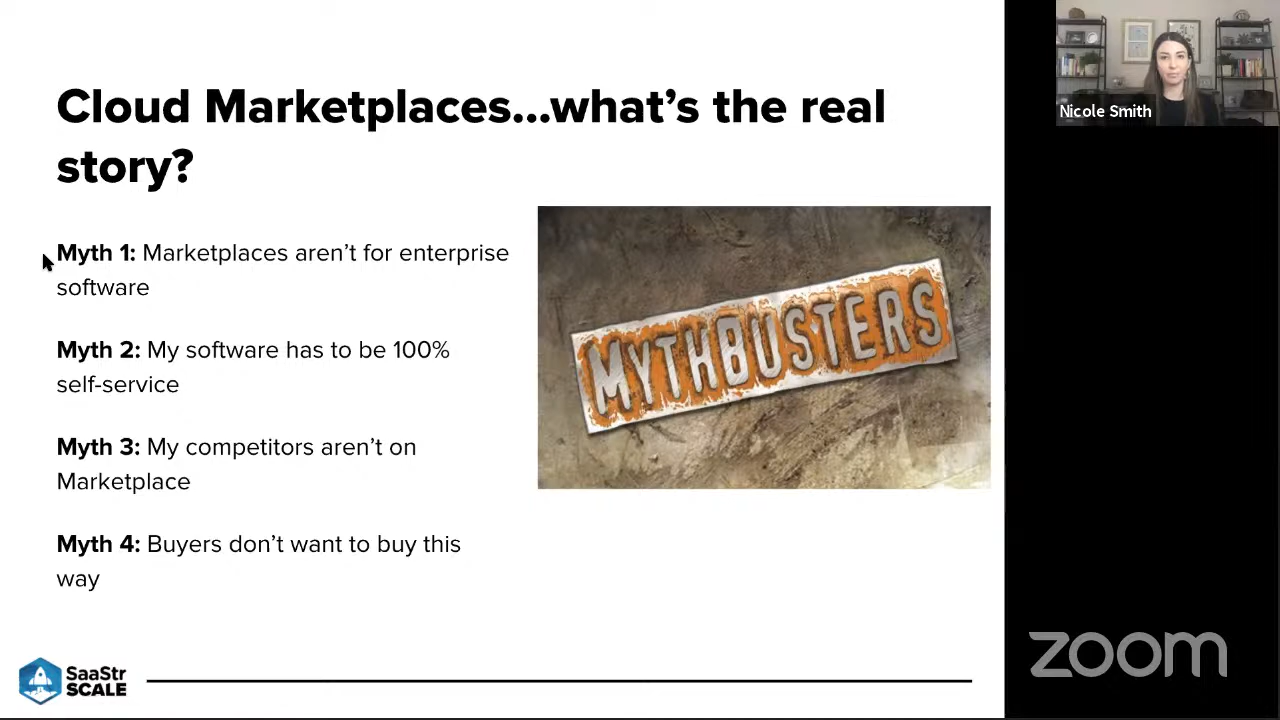 Cloud Marketplaces...what's the real
story?
Myth 1: Marketplaces aren't for enterprise
software
Myth 2: My software has to be 100%
self-service
Myth 3: My competitors aren't on
Marketplace
Myth 4: Buyers don't want to buy this
way
MYTHBUSTERS
SaaStr
SCALE
Nicole Smith
zoom